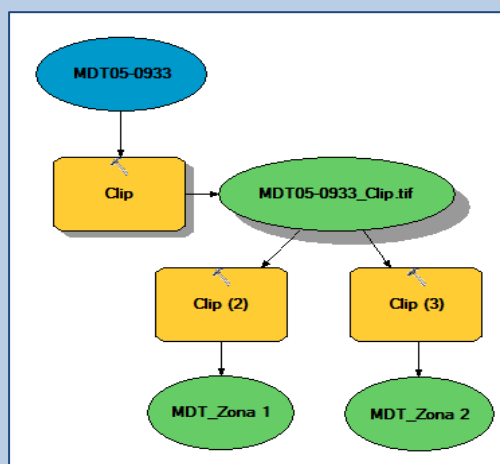 MDT05-0933
Clip
MDT05-0933_Clip.tif
Clip (2)
Clip (3)
MDT_Zona 1
MDT_Zona 2